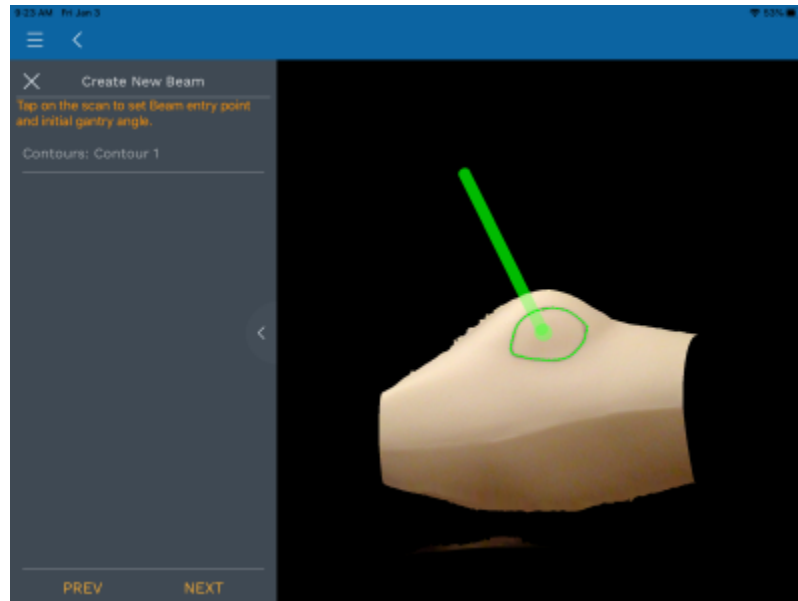 9:23 AM Fri Jan 3
53%
Create New Beam
Tap on the scan to set Beam entry point
and initial gantry angle.
Contours: Contour 1
PREV NEXT